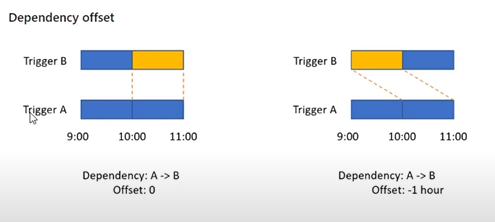 Dependency offset
Trigger B
Trigger A
9:00 10:00 11:00
Dependency: A -> B
Offset: 0
Trigger B
Trigger A
9:00 10:00 11:00
Dependency: A -> B
Offset: -1 hour